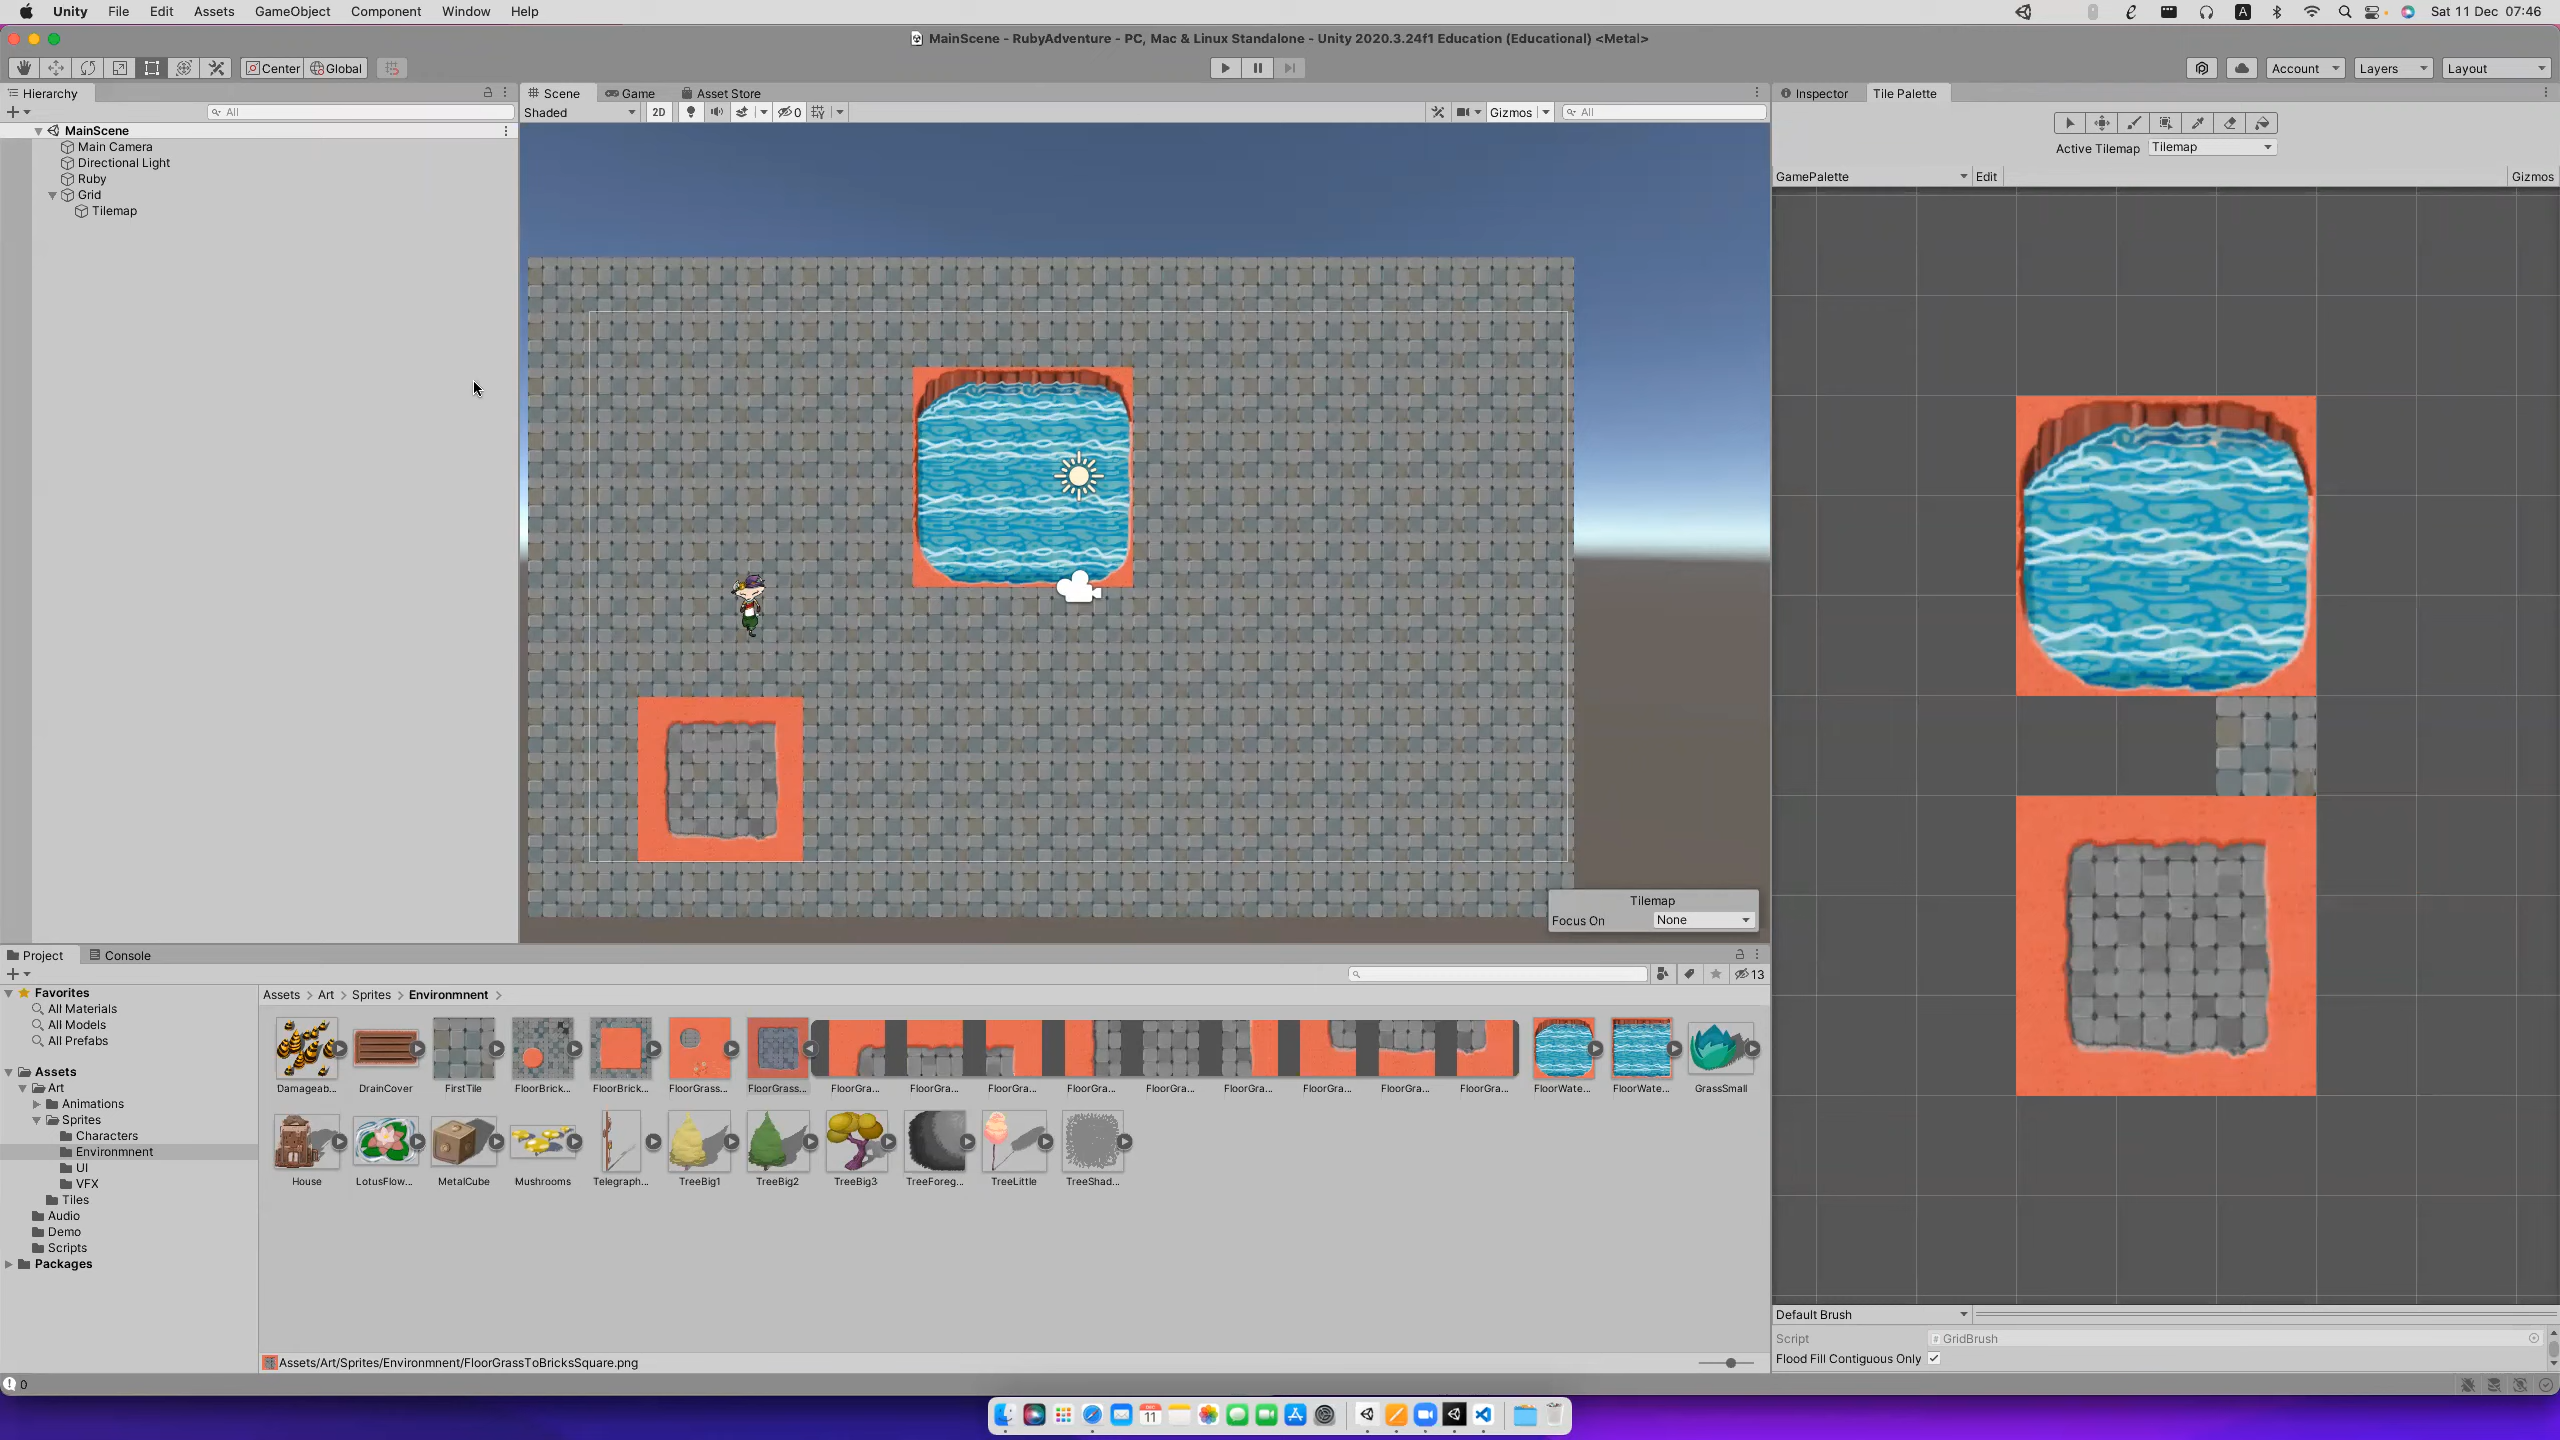 Unity File Edit Assets GameObject Component Window Help
A
Sat 11 Dec 07:46
MainScene - RubyAdventure - PC, Mac & Linux Standalone - Unity 2020.3.24f1 Education (Educational) <Metal>
Center Global
Account Layers Layout
Hierarchy
All
MainScene
Main Camera
Directional Light
Ruby
Grid
Tilemap
Scene Game Asset Store
Shaded 2D 0 Gizmos All
Tilemap
Focus On None
Inspector Tile Palette
Active Tilemap Tilemap
GamePalette Edit Gizmos
Default Brush
Script GridBrush
Flood Fill Contiguous Only
Project Console
13
Favorites
All Materials
All Models
All Prefabs
Assets
Art
Animations
Sprites
Characters
Environmnent
UI
VFX
Tiles
Audio
Demo
Scripts
Packages
Assets > Art > Sprites > Environmnent >
Damageab... DrainCover FirstTile FloorBrick... FloorBrick... FloorGrass... FloorGrass... FloorGra... FloorGra... FloorGra... FloorGra... FloorGra... FloorGra... FloorGra... FloorGra... FloorGra... FloorWate... FloorWate... GrassSmall
House LotusFlow... MetalCube Mushrooms Telegraph... TreeBig1 TreeBig2 TreeBig3 TreeForeg... TreeLittle TreeShad...
Assets/Art/Sprites/Environmnent/FloorGrassToBricksSquare.png
0
11